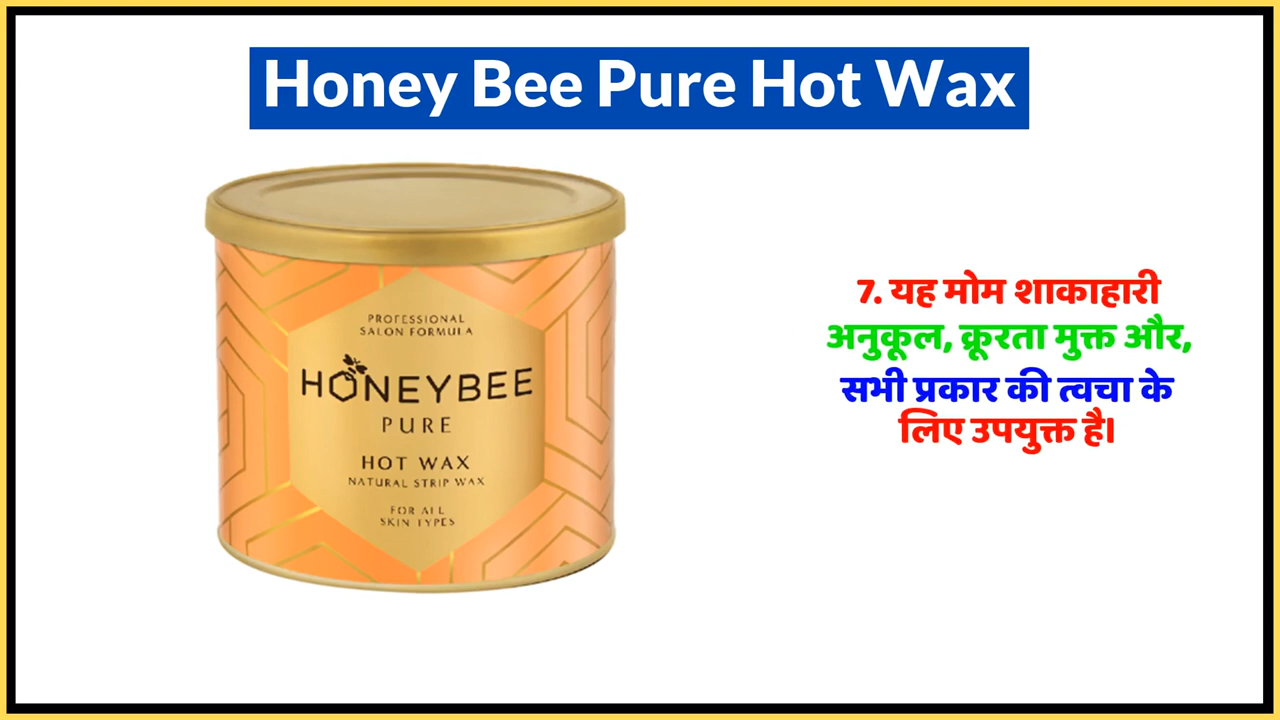 Honey Bee Pure Hot Wax
PROFESSIONAL
SALON FORMULA
HONEYBEE
PURE
HOT WAX
NATURAL STRIP WAX
FOR ALL
SKIN TYPES
7. यह मोम शाकाहारी
अनुकूल, क्रूरता मुक्त और,
सभी प्रकार की त्वचा के
लिए उपयुक्त है।